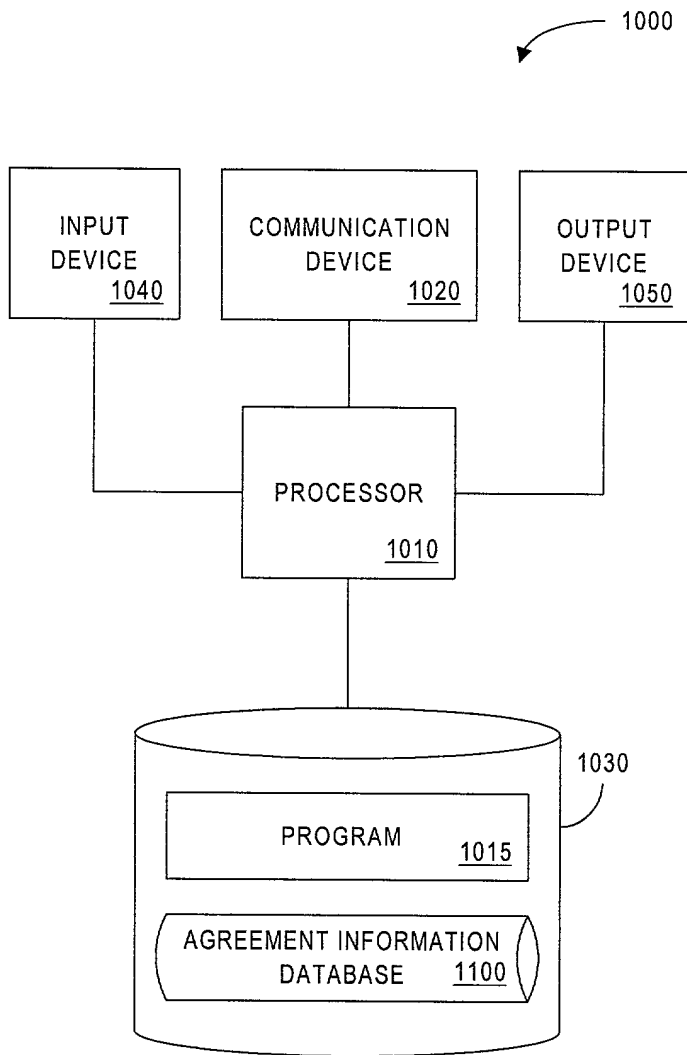 1000
INPUT
DEVICE
1040
COMMUNICATION
DEVICE
1020
OUTPUT
DEVICE
1050
PROCESSOR
1010
1030
PROGRAM
1015
AGREEMENT INFORMATION
DATABASE
1100